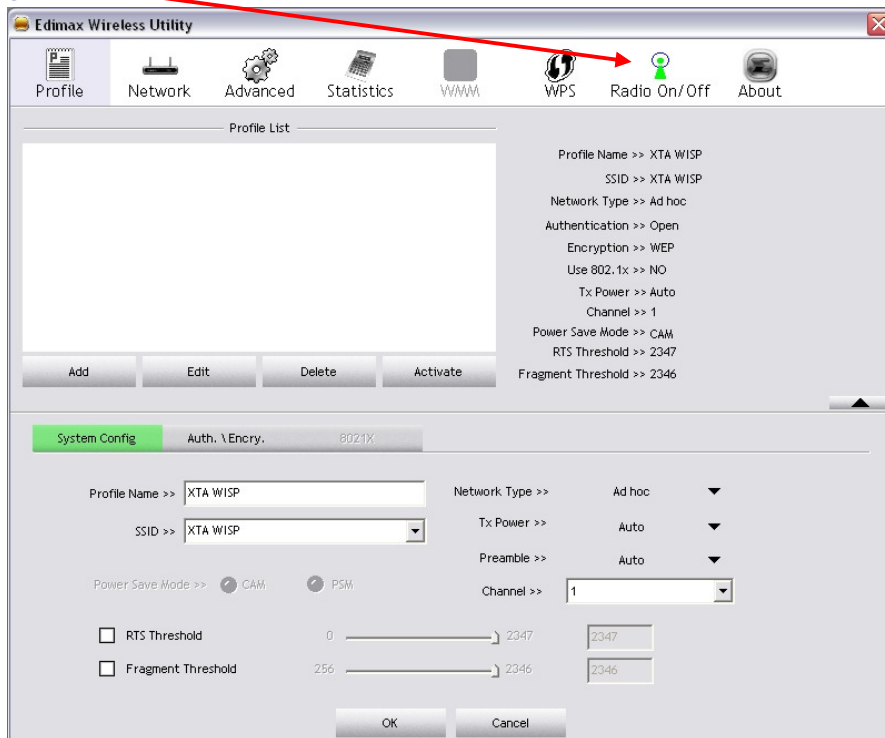 Edimax Wireless Utility
Profile Network Advanced Statistics WMM WPS Radio On/Off About
Profile List
Profile Name >> XTA WISP
SSID >> XTA WISP
Network Type >> Ad hoc
Authentication >> Open
Encryption >> WEP
Use 802.1x >> NO
Tx Power >> Auto
Channel >> 1
Power Save Mode >> CAM
RTS Threshold >> 2347
Fragment Threshold >> 2346
Add Edit Delete Activate
System Config Auth. \ Encry. 8021X
Profile Name >> XTA WISP Network Type >> Ad hoc
SSID >> XTA WISP Tx Power >> Auto
Preamble >> Auto
Power Save Mode >> CAM PSM Channel >> 1
RTS Threshold 0 2347 2347
Fragment Threshold 256 2346 2346
OK Cancel